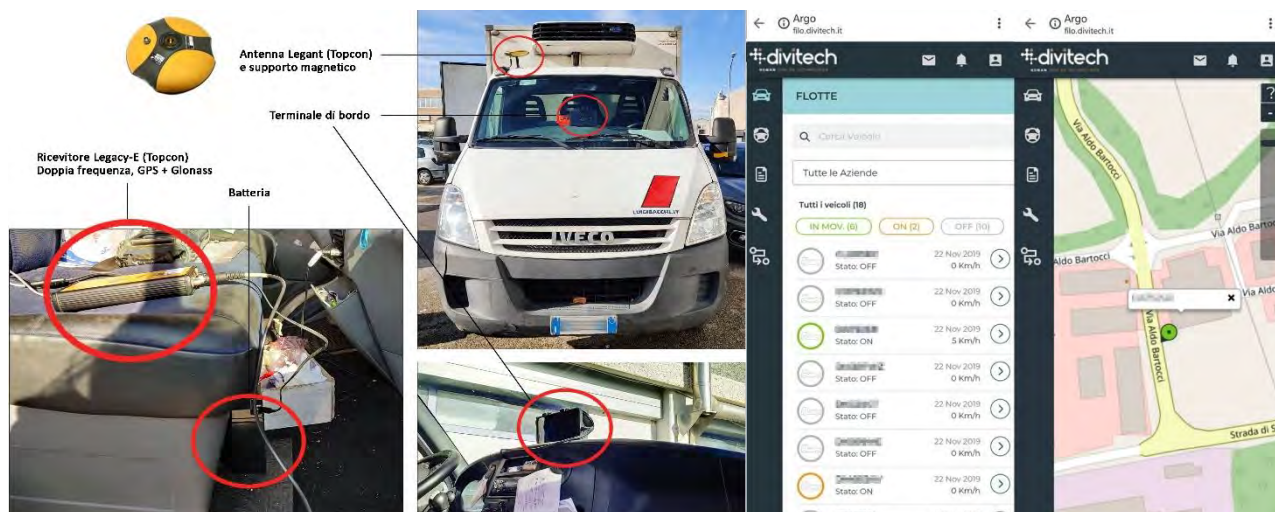 Antenna Legant (Topcon)
e supporto magnetico
Terminale di bordo
Ricevitore Legacy-E (Topcon)
Doppia frequenza, GPS + Glonass
Batteria
IVECO
Argo
filo.divitech.it
divitech
FLOTTE
Cerca Veicolo
Tutte le Aziende
Tutti i veicoli (18)
IN MOV. (6)
ON (2)
OFF (10)
22 Nov 2019
Stato: OFF
0 Km/h
22 Nov 2019
Stato: OFF
0 Km/h
22 Nov 2019
Stato: ON
5 Km/h
22 Nov 2019
Stato: OFF
0 Km/h
22 Nov 2019
Stato: OFF
0 Km/h
22 Nov 2019
Stato: OFF
0 Km/h
22 Nov 2019
Stato: ON
0 Km/h
Argo
filo.divitech.it
divitech
Via Aldo Bartocci
Via Aldo Bartocci
Aldo Bartocci
Via Aldo
Via Aldo Bartocci
Strada di S